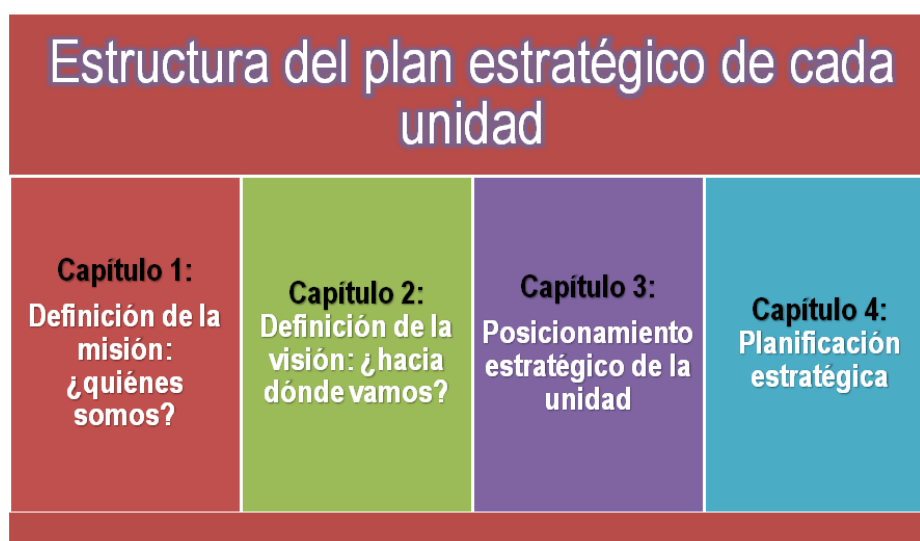 Estructura del plan estratégico de cada
unidad
Capítulo 1:
Definición de la
misión:
¿quiénes
somos?
Capítulo 2:
Definición de la
visión: ¿hacia
dónde vamos?
Capítulo 3:
Posicionamiento
estratégico de la
unidad
Capítulo 4:
Planificación
estratégica